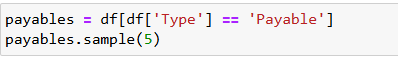 payables = df[df['Type'] == 'Payable']
payables.sample(5)